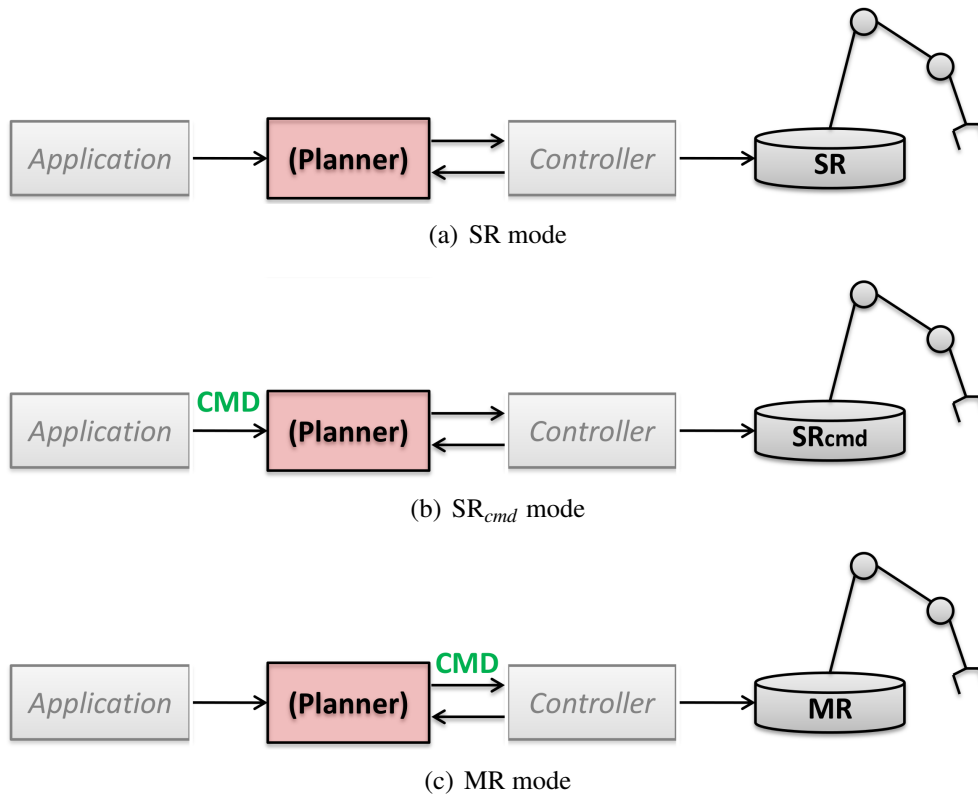 Application (Planner) Controller SR
(a) SR mode
CMD
Application (Planner) Controller SRcmd
(b) SRcmd mode
CMD
Application (Planner) Controller MR
(c) MR mode